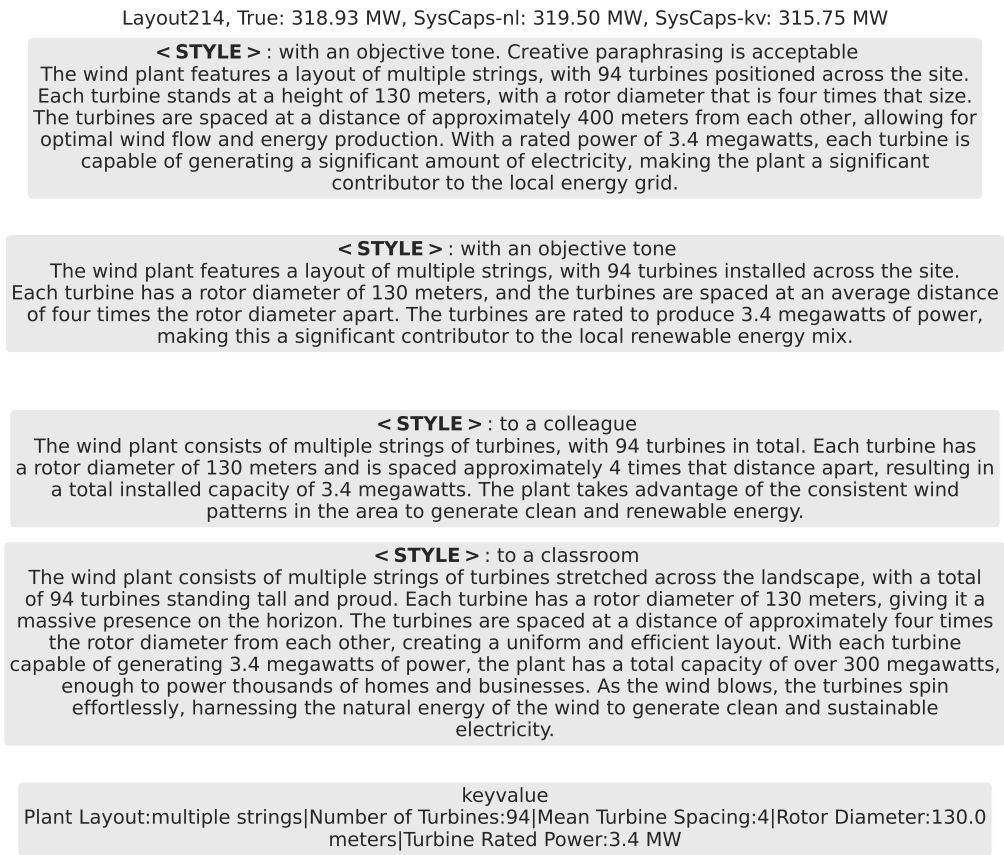 Layout214, True: 318.93 MW, SysCaps-nl: 319.50 MW, SysCaps-kv: 315.75 MW
<STYLE>: with an objective tone. Creative paraphrasing is acceptable
The wind plant features a layout of multiple strings, with 94 turbines positioned across the site.
Each turbine stands at a height of 130 meters, with a rotor diameter that is four times that size.
The turbines are spaced at a distance of approximately 400 meters from each other, allowing for
optimal wind flow and energy production. With a rated power of 3.4 megawatts, each turbine is
capable of generating a significant amount of electricity, making the plant a significant
contributor to the local energy grid.
<STYLE>: with an objective tone
The wind plant features a layout of multiple strings, with 94 turbines installed across the site.
Each turbine has a rotor diameter of 130 meters, and the turbines are spaced at an average distance
of four times the rotor diameter apart. The turbines are rated to produce 3.4 megawatts of power,
making this a significant contributor to the local renewable energy mix.
<STYLE>: to a colleague
The wind plant consists of multiple strings of turbines, with 94 turbines in total. Each turbine has
a rotor diameter of 130 meters and is spaced approximately 4 times that distance apart, resulting in
a total installed capacity of 3.4 megawatts. The plant takes advantage of the consistent wind
patterns in the area to generate clean and renewable energy.
<STYLE>: to a classroom
The wind plant consists of multiple strings of turbines stretched across the landscape, with a total
of 94 turbines standing tall and proud. Each turbine has a rotor diameter of 130 meters, giving it a
massive presence on the horizon. The turbines are spaced at a distance of approximately four times
the rotor diameter from each other, creating a uniform and efficient layout. With each turbine
capable of generating 3.4 megawatts of power, the plant has a total capacity of over 300 megawatts,
enough to power thousands of homes and businesses. As the wind blows, the turbines spin
effortlessly, harnessing the natural energy of the wind to generate clean and sustainable
electricity.
keyvalue
Plant Layout:multiple strings|Number of Turbines:94|Mean Turbine Spacing:4|Rotor Diameter:130.0
meters|Turbine Rated Power:3.4 MW